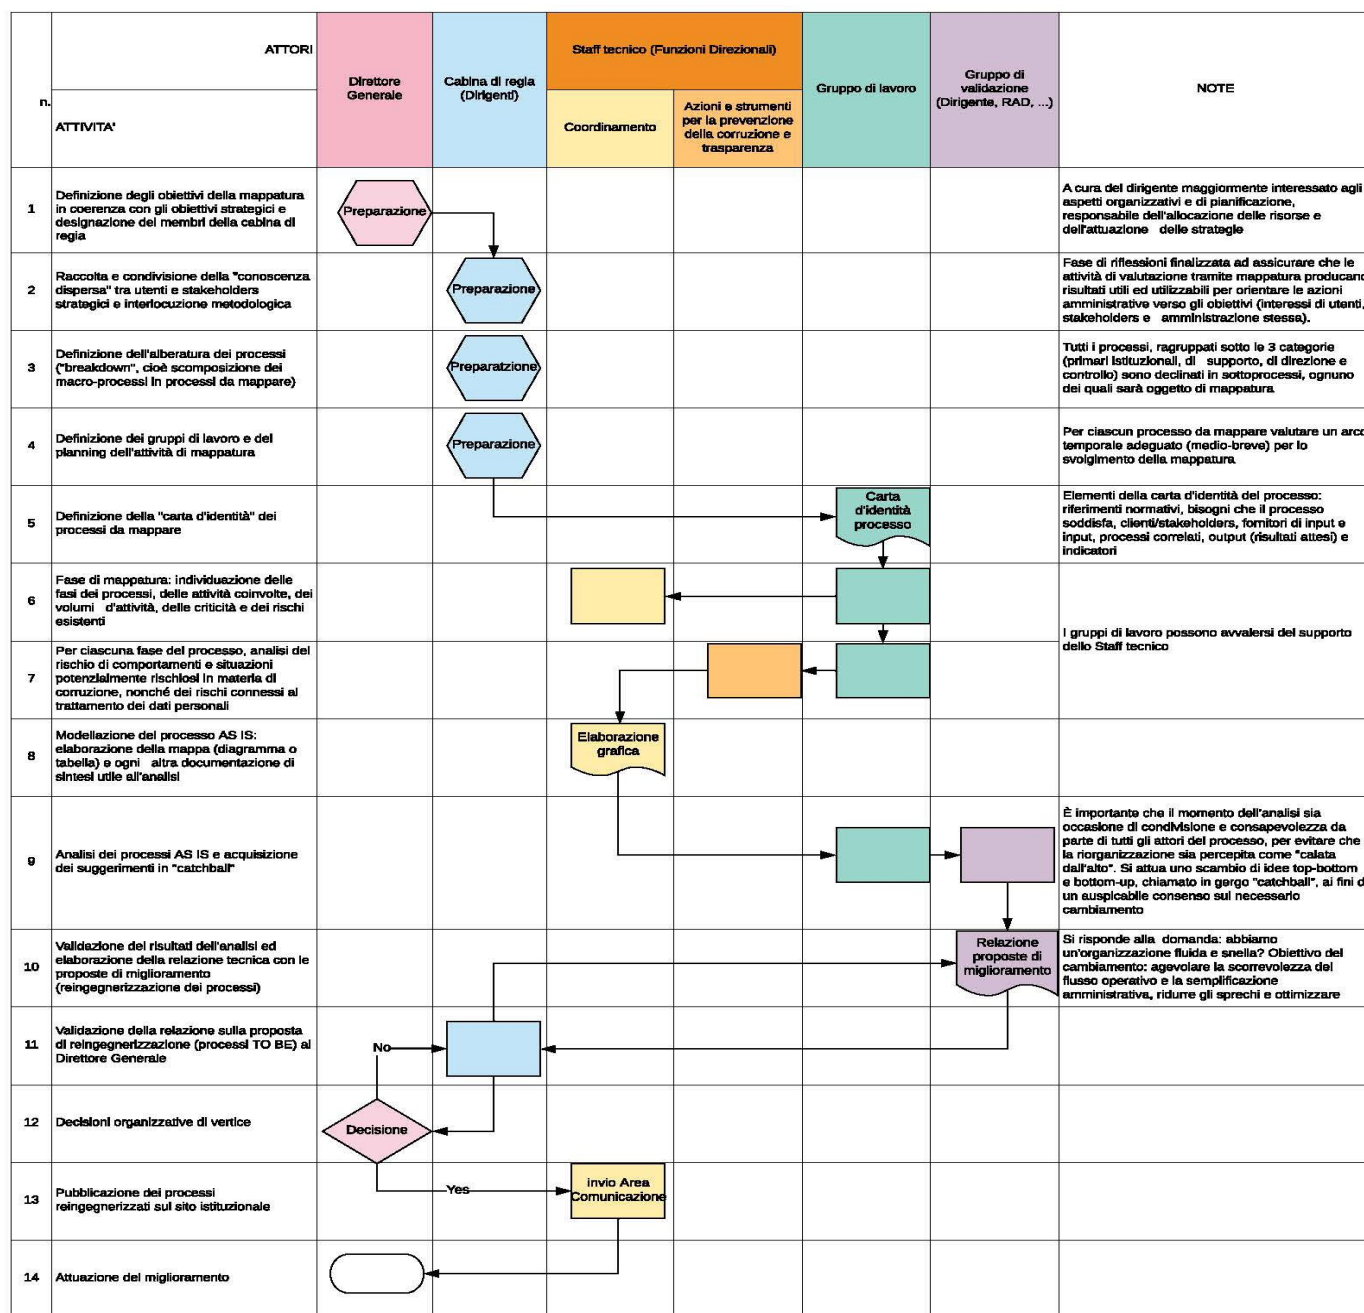 ATTORI
n.
ATTIVITA'
Direttore
Generale
Cabina di regia
(Dirigenti)
Staff tecnico (Funzioni Direzionali)
Coordinamento
Azioni e strumenti
per la prevenzione
della corruzione e
trasparenza
Gruppo di lavoro
Gruppo di
validazione
(Dirigente, RAD, ...)
NOTE
1
Definizione degli obiettivi della mappatura
in coerenza con gli obiettivi strategici e
designazione dei membri della cabina di
regia
Preparazione
A cura del dirigente maggiormente interessato agli
aspetti organizzativi e di pianificazione,
responsabile dell'allocazione delle risorse e
dell'attuazione delle strategie
2
Raccolta e condivisione della "conoscenza
dispersa" tra utenti e stakeholders
strategici e interlocuzione metodologica
Preparazione
Fase di riflessioni finalizzata ad assicurare che le
attività di valutazione tramite mappatura producano
risultati utili ed utilizzabili per orientare le azioni
amministrative verso gli obiettivi (interessi di utenti,
stakeholders e amministrazione stessa).
3
Definizione dell'alberatura dei processi
("breakdown", cioè scomposizione dei
macro-processi in processi da mappare)
Preparatzione
Tutti i processi, ragruppati sotto le 3 categorie
(primari istituzionali, di supporto, di direzione e
controllo) sono declinati in sottoprocessi, ognuno
dei quali sarà oggetto di mappatura
4
Definizione dei gruppi di lavoro e del
planning dell'attività di mappatura
Preparazione
Per ciascun processo da mappare valutare un arco
temporale adeguato (medio-breve) per lo
svolgimento della mappatura
5
Definizione della "carta d'identità" dei
processi da mappare
Carta
d'identità
processo
Elementi della carta d'identità del processo:
riferimenti normativi, bisogni che il processo
soddisfa, clienti/stakeholders, fornitori di input e
input, processi correlati, output (risultati attesi) e
indicatori
6
Fase di mappatura: individuazione delle
fasi dei processi, delle attività coinvolte, dei
volumi d'attività, delle criticità e dei rischi
esistenti
I gruppi di lavoro possono avvalersi del supporto
dello Staff tecnico
7
Per ciascuna fase del processo, analisi del
rischio di comportamenti e situazioni
potenzialmente rischiosi in materia di
corruzione, nonché dei rischi connessi al
trattamento dei dati personali
8
Modellazione del processo AS IS:
elaborazione della mappa (diagramma o
tabella) e ogni altra documentazione di
sintesi utile all'analisi
Elaborazione
grafica
9
Analisi dei processi AS IS e acquisizione
dei suggerimenti in "catchball"
È importante che il momento dell'analisi sia
occasione di condivisione e consapevolezza da
parte di tutti gli attori del processo, per evitare che
la riorganizzazione sia percepita come "calata
dall'alto". Si attua uno scambio di idee top-bottom
e bottom-up, chiamato in gergo "catchball", ai fini d
un auspicabile consenso sul necessario
cambiamento
10
Validazione dei risultati dell'analisi ed
elaborazione della relazione tecnica con le
proposte di miglioramento
(reingegnerizzazione dei processi)
Relazione
proposte di
miglioramento
Si risponde alla domanda: abbiamo
un'organizzazione fluida e snella? Obiettivo del
cambiamento: agevolare la scorrevolezza del
flusso operativo e la semplificazione
amministrativa, ridurre gli sprechi e ottimizzare
11
Validazione della relazione sulla proposta
di reingegnerizzazione (processi TO BE) al
Direttore Generale
No
12
Decisioni organizzative di vertice
Decisione
13
Pubblicazione dei processi
reingegnerizzati sul sito istituzionale
Yes
invio Area
Comunicazione
14
Attuazione del miglioramento